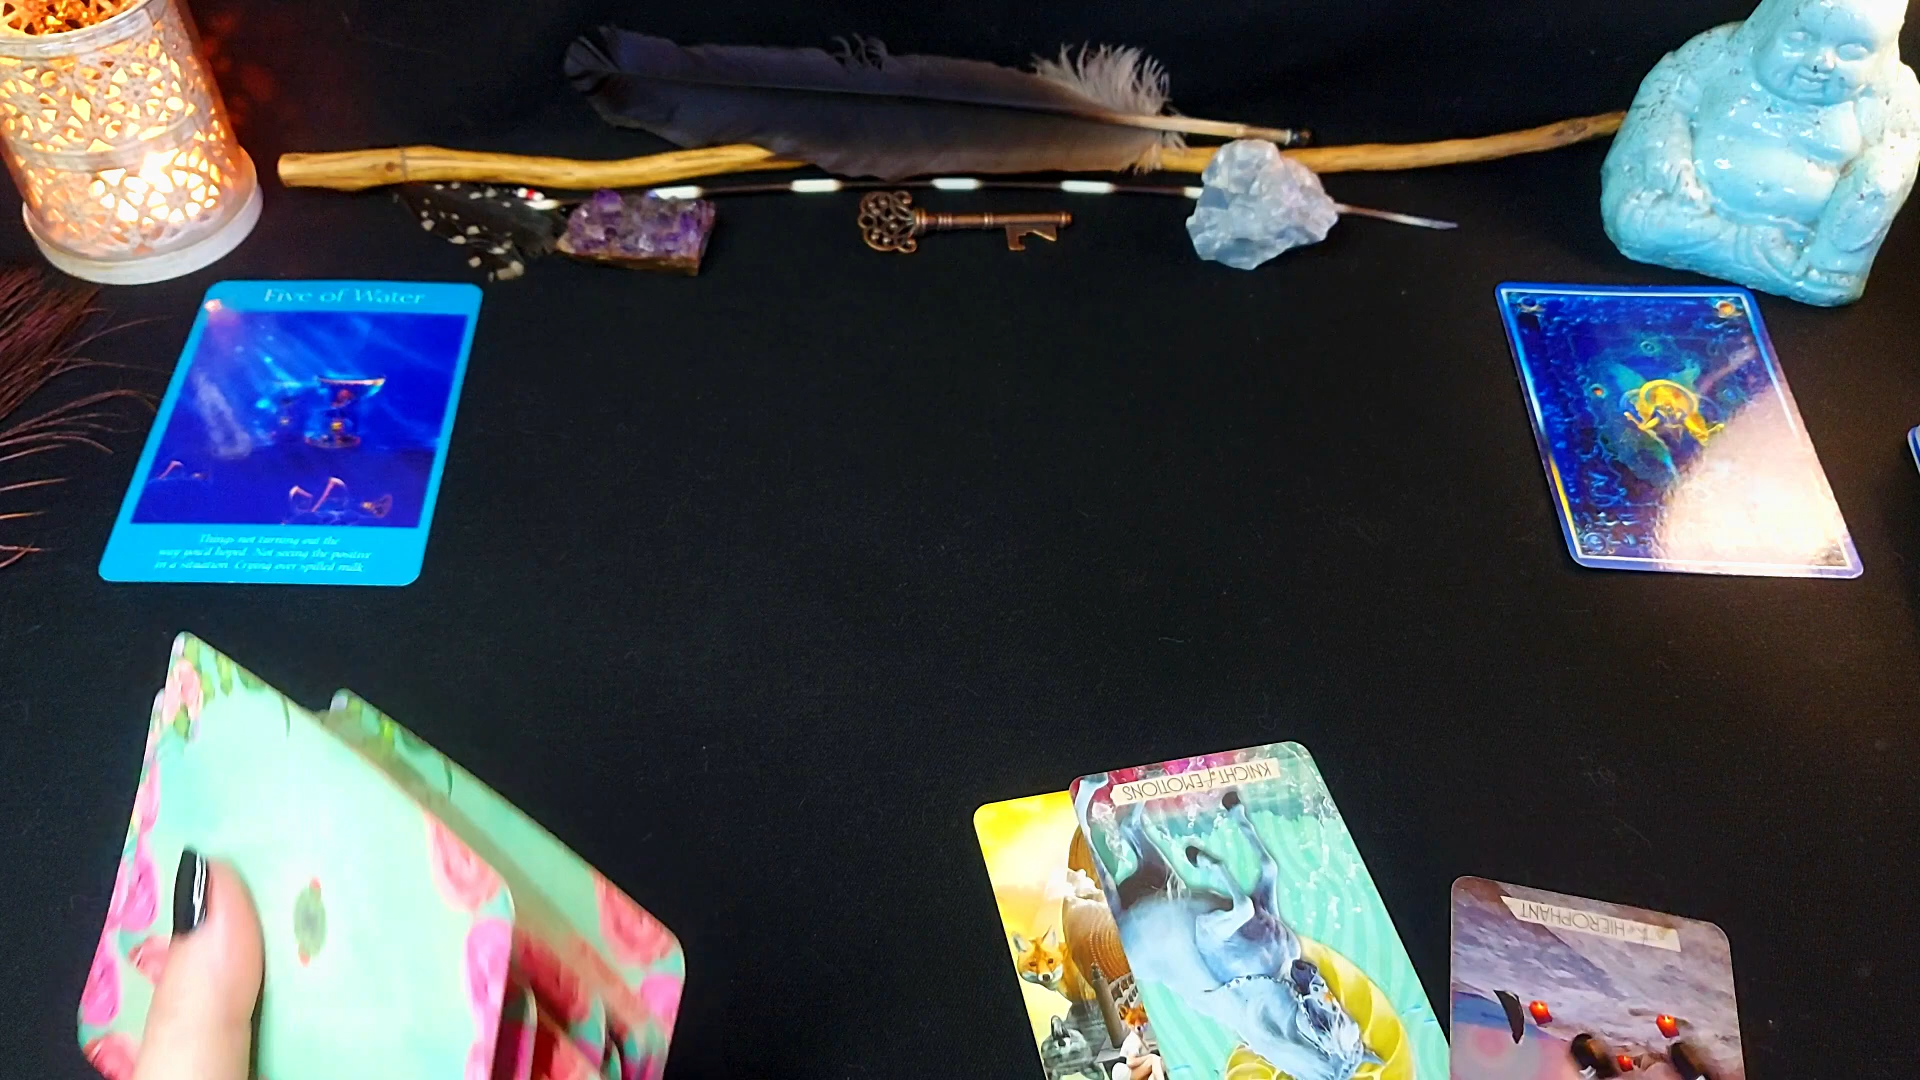 Five of Water
Things not turning out the
way you'd hoped. Not seeing the positive
in a situation. Crying over spilled milk
KNIGHT of EMOTIONS
The HIEROPHANT